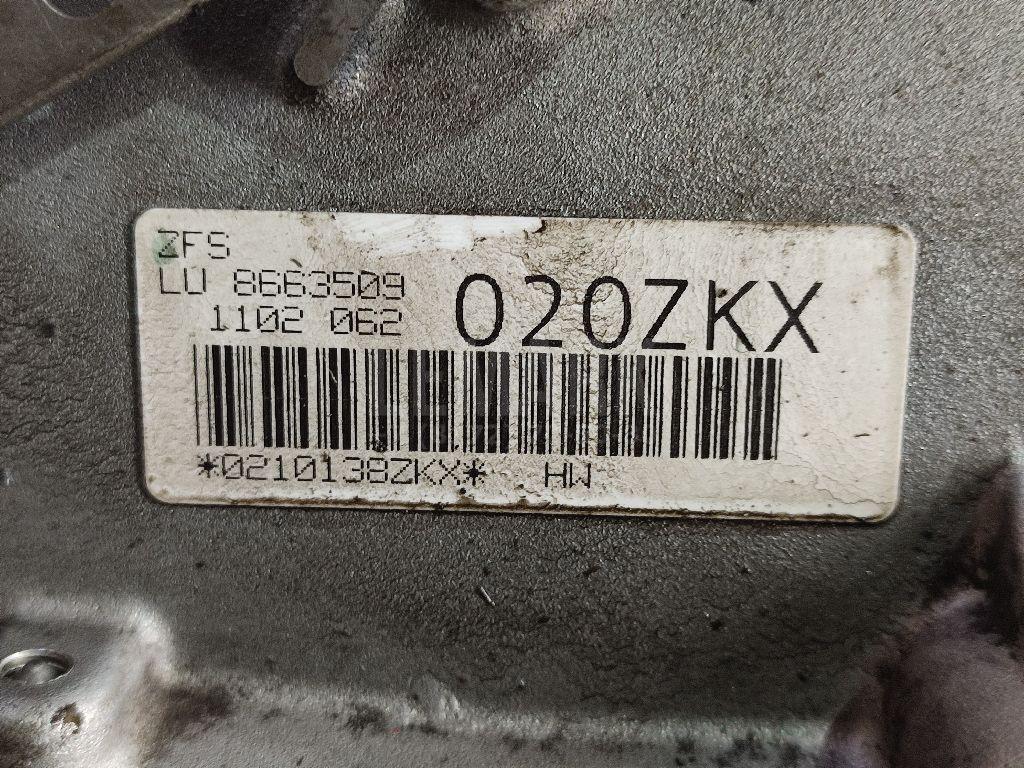 ZFS
LU 8663509
1102 062
020ZKX
*0210138ZKX* HW